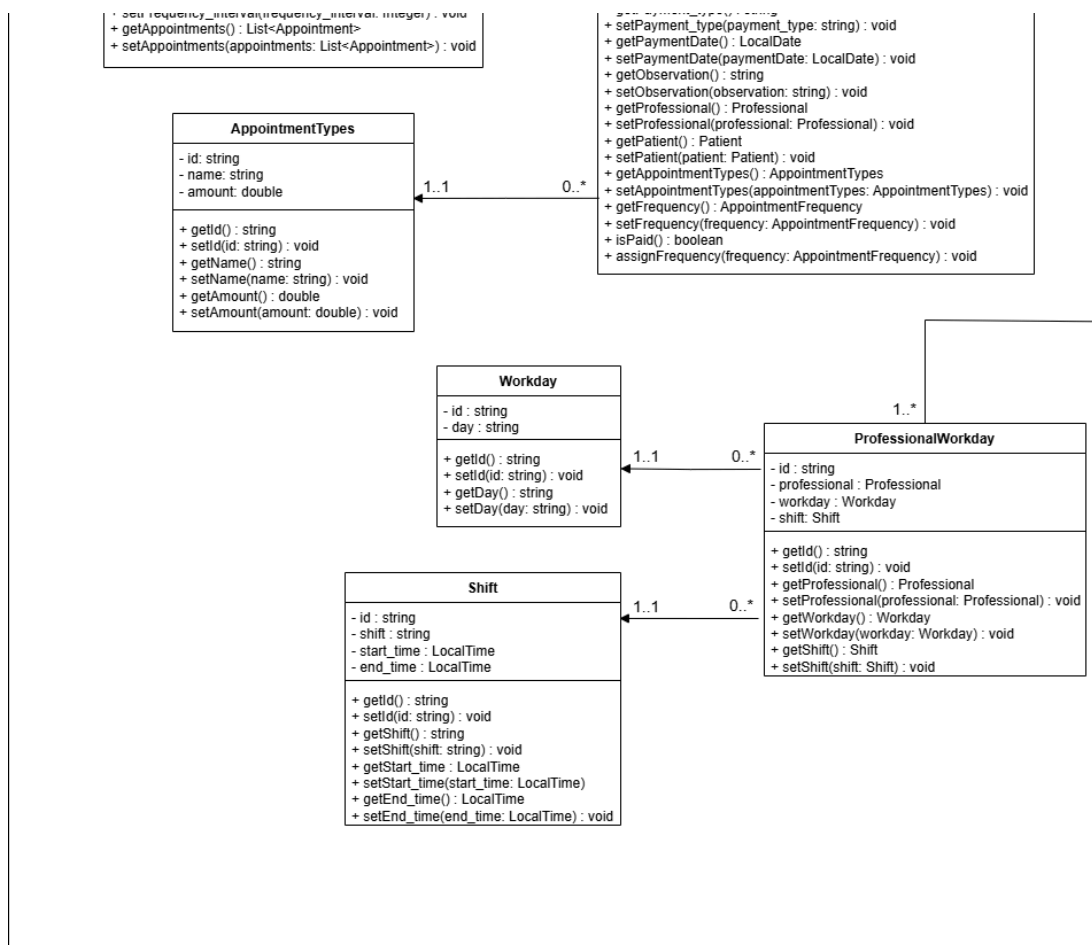 + setFrequency_interval(frequency_interval: Integer) : void
+ getAppointments() : List<Appointment>
+ setAppointments(appointments: List<Appointment>) : void
+ getPayment_type() : string
+ setPayment_type(payment_type: string) : void
+ getPaymentDate() : LocalDate
+ setPaymentDate(paymentDate: LocalDate) : void
+ getObservation() : string
+ setObservation(observation: string) : void
+ getProfessional() : Professional
+ setProfessional(professional: Professional) : void
+ getPatient() : Patient
+ setPatient(patient: Patient) : void
+ getAppointmentTypes() : AppointmentTypes
+ setAppointmentTypes(appointmentTypes: AppointmentTypes) : void
+ getFrequency() : AppointmentFrequency
+ setFrequency(frequency: AppointmentFrequency) : void
+ isPaid() : boolean
+ assignFrequency(frequency: AppointmentFrequency) : void
AppointmentTypes
- id: string
- name: string
- amount: double
+ getId() : string
+ setId(id: string) : void
+ getName() : string
+ setName(name: string) : void
+ getAmount() : double
+ setAmount(amount: double) : void
1..1 0..*
Workday
- id : string
- day : string
+ getId() : string
+ setId(id: string) : void
+ getDay() : string
+ setDay(day: string) : void
1..1 0..*
1..*
ProfessionalWorkday
- id : string
- professional : Professional
- workday : Workday
- shift: Shift
+ getId() : string
+ setId(id: string) : void
+ getProfessional() : Professional
+ setProfessional(professional: Professional) : void
+ getWorkday() : Workday
+ setWorkday(workday: Workday) : void
+ getShift() : Shift
+ setShift(shift: Shift) : void
Shift
- id : string
- shift : string
- start_time : LocalTime
- end_time : LocalTime
+ getId() : string
+ setId(id: string) : void
+ getShift() : string
+ setShift(shift: string) : void
+ getStart_time : LocalTime
+ setStart_time(start_time: LocalTime)
+ getEnd_time() : LocalTime
+ setEnd_time(end_time: LocalTime) : void
1..1 0..*